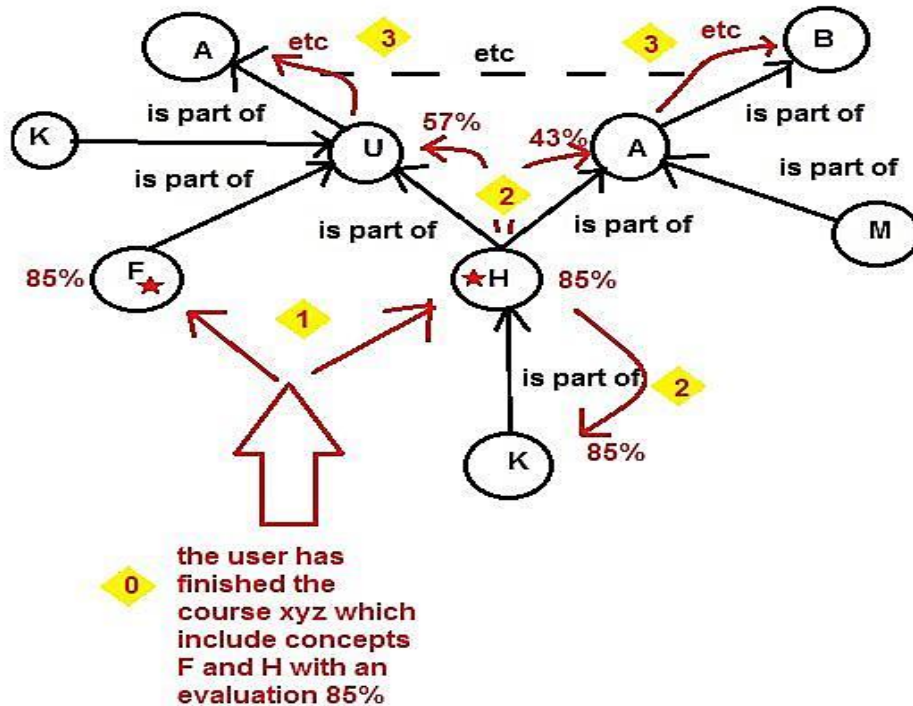 A
etc
3
etc
3
etc
B
is part of
is part of
K
57%
U
43%
A
is part of
is part of
2
is part of
is part of
M
85%
F
H
85%
1
is part of
2
K
85%
0
the user has
finished the
course xyz which
include concepts
F and H with an
evaluation 85%